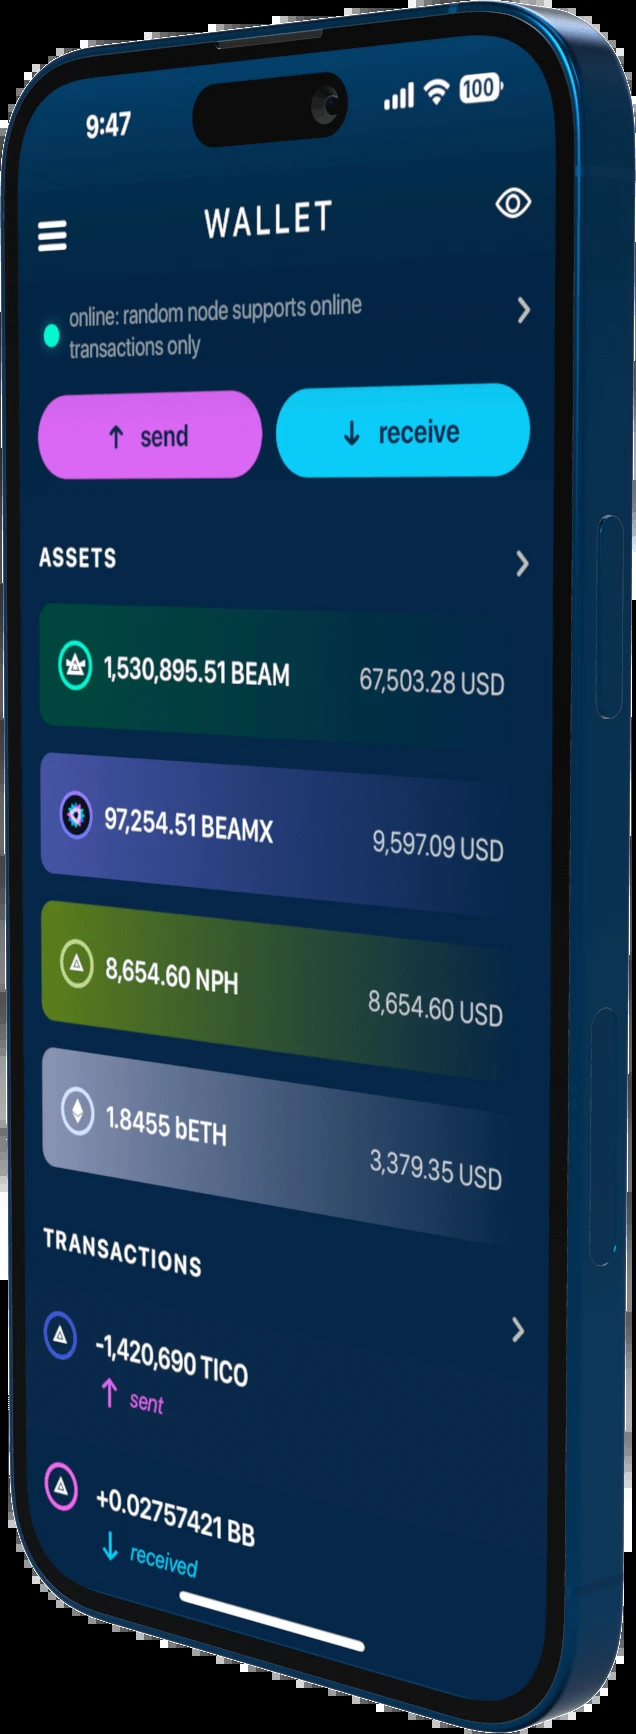 9:47
100
WALLET
online: random node supports online
transactions only
send
receive
ASSETS
1,530,895.51 BEAM
67,503.28 USD
97,254.51 BEAMX
9,597.09 USD
8,654.60 NPH
8,654.60 USD
1.8455 bETH
3,379.35 USD
TRANSACTIONS
-1,420,690 TICO
sent
+0.02757421 BB
received